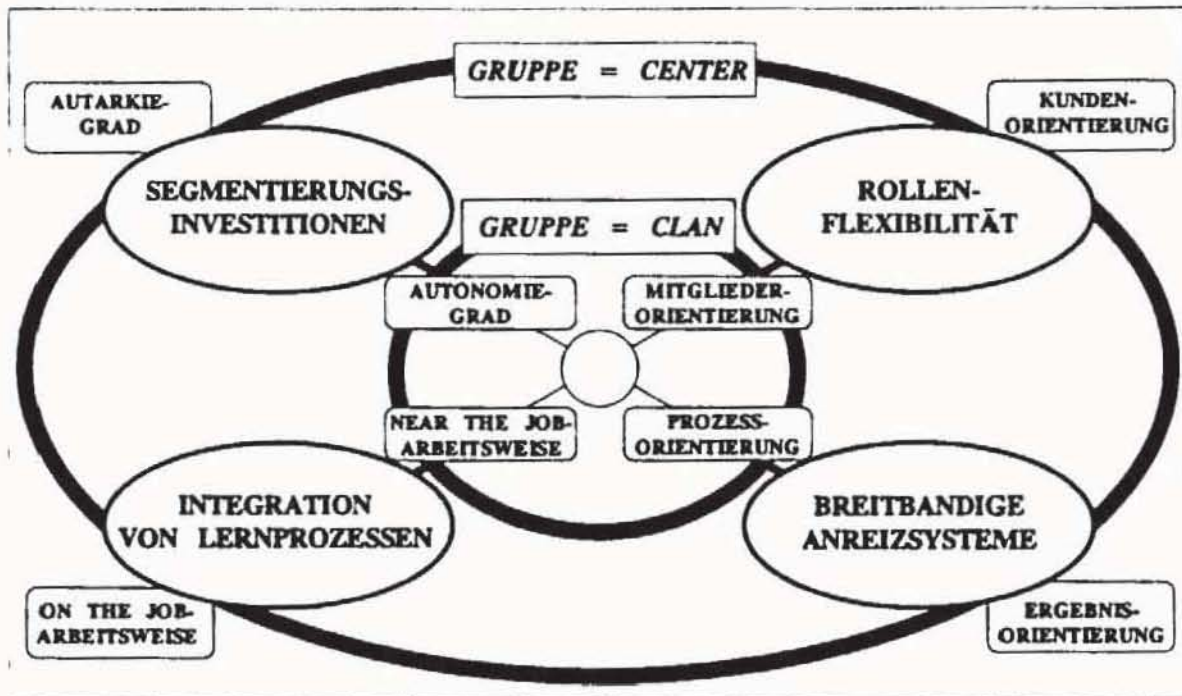 GRUPPE = CENTER
AUTARKIE-
GRAD
KUNDEN-
ORIENTIERUNG
SEGMENTIERUNGS-
INVESTITIONEN
ROLLEN-
FLEXIBILITÄT
GRUPPE = CLAN
AUTONOMIE-
GRAD
MITGLIEDER-
ORIENTIERUNG
NEAR THE JOB-
ARBEITSWEISE
PROZESS-
ORIENTIERUNG
INTEGRATION
VON LERNPROZESSEN
BREITBANDIGE
ANREIZSYSTEME
ON THE JOB-
ARBEITSWEISE
ERGEBNIS-
ORIENTIERUNG